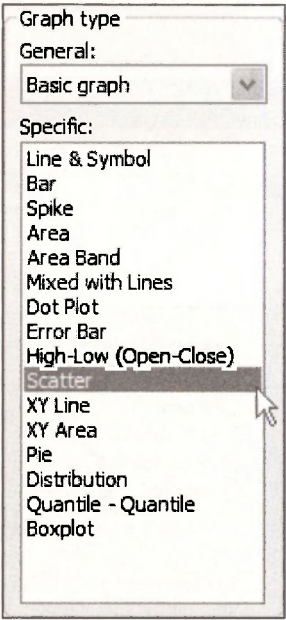 Graph type
General:
Basic graph
Specific:
Line & Symbol
Bar
Spike
Area
Area Band
Mixed with Lines
Dot Plot
Error Bar
High-Low (Open-Close)
Scatter
XY Line
XY Area
Pie
Distribution
Quantile - Quantile
Boxplot